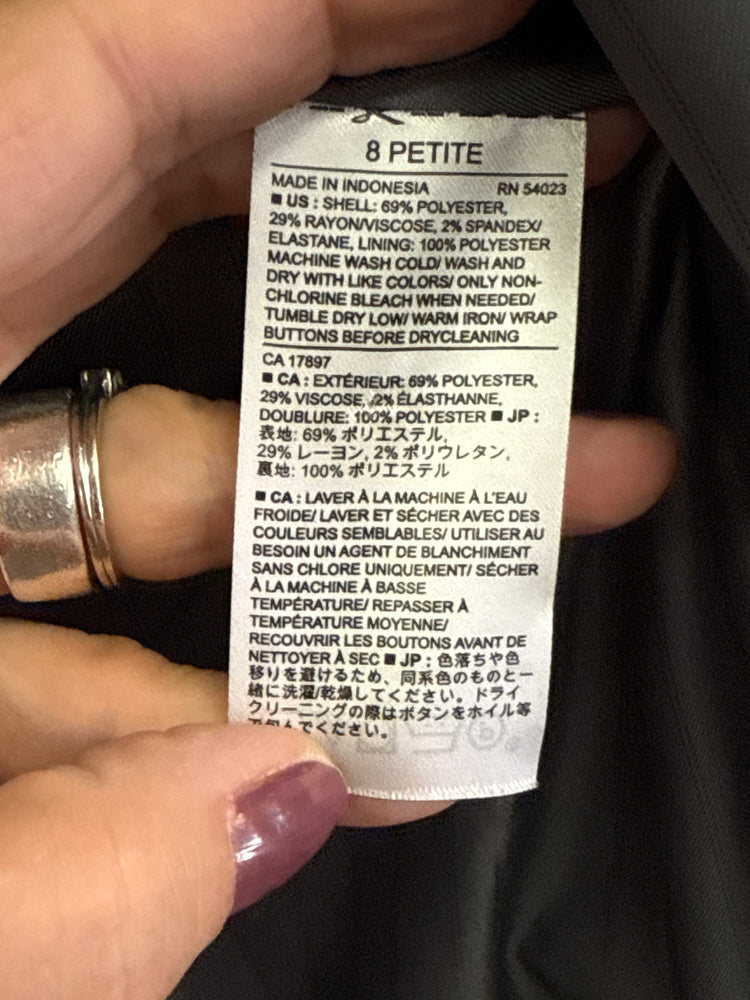 8 PETITE
MADE IN INDONESIA RN 54023
■ US : SHELL: 69% POLYESTER,
29% RAYON/VISCOSE, 2% SPANDEX/
ELASTANE, LINING: 100% POLYESTER
MACHINE WASH COLD/ WASH AND
DRY WITH LIKE COLORS/ ONLY NON-
CHLORINE BLEACH WHEN NEEDED/
TUMBLE DRY LOW/ WARM IRON/ WRAP
BUTTONS BEFORE DRYCLEANING
CA 17897
■ CA : EXTÉRIEUR: 69% POLYESTER,
29% VISCOSE, 2% ÉLASTHANNE,
DOUBLURE: 100% POLYESTER ■ JP :
表地: 69% ポリエステル,
29% レーヨン, 2% ポリウレタン,
裏地: 100% ポリエステル
■ CA : LAVER À LA MACHINE À L'EAU
FROIDE/ LAVER ET SÉCHER AVEC DES
COULEURS SEMBLABLES/ UTILISER AU
BESOIN UN AGENT DE BLANCHIMENT
SANS CHLORE UNIQUEMENT/ SÉCHER
À LA MACHINE À BASSE
TEMPÉRATURE/ REPASSER À
TEMPÉRATURE MOYENNE/
RECOUVRIR LES BOUTONS AVANT DE
NETTOYER À SEC ■ JP : 色落ちや色
移りを避けるため、同系色のものと一
緒に洗濯/乾燥してください。ドライ
クリーニングの際はボタンをホイル等
で包んでください。